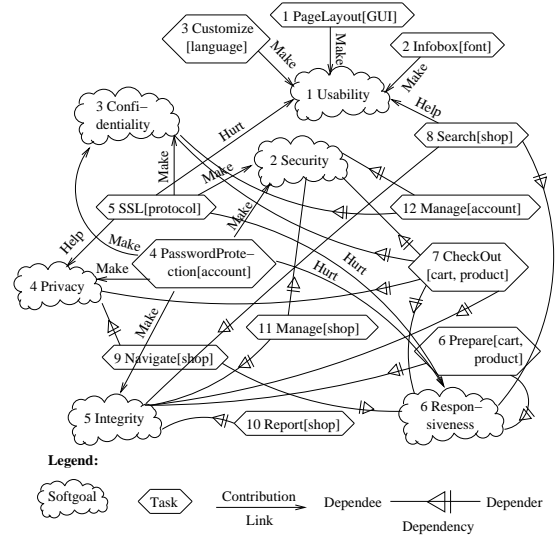 1 PageLayout[GUI]
3 Customize
[language]
2 Infobox[font]
Make
Make
Make
1 Usability
3 Confi–
dentiality
Help
8 Search[shop]
Hurt
2 Security
Make
Make
5 SSL[protocol]
12 Manage[account]
Help
Make
Make
4 PasswordProte–
ction[account]
7 CheckOut
[cart, product]
Make
4 Privacy
Hurt
Hurt
Make
11 Manage[shop]
6 Prepare[cart,
product]
9 Navigate[shop]
5 Integrity
10 Report[shop]
6 Respon–
siveness
Legend:
Softgoal
Task
Contribution
Link
Dependee
Depender
Dependency